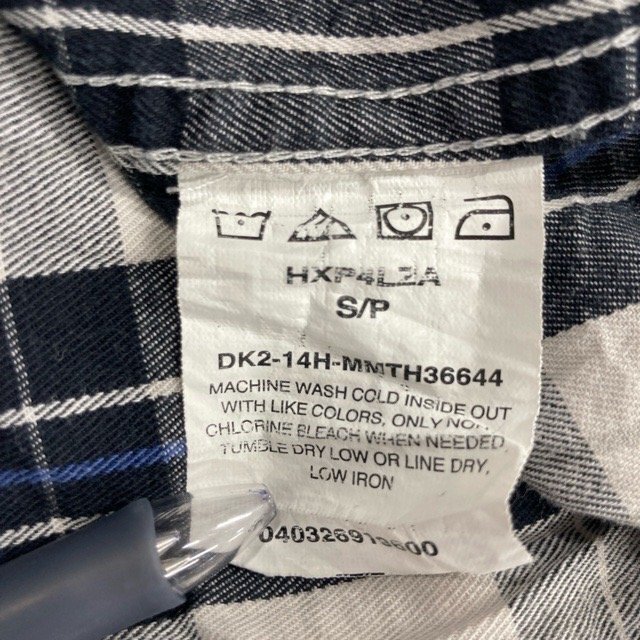 S/P
DK2-14H-MMTH36644
MACHINE WASH COLD INSIDE OUT
WITH LIKE COLORS, ONLY NON
CHLORINE BLEACH WHEN NEEDED,
TUMBLE DRY LOW OR LINE DRY,
LOW IRON